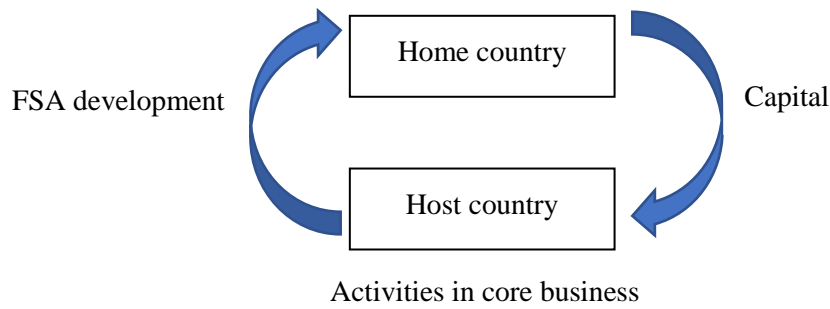 Home country
FSA development
Capital
Host country
Activities in core business